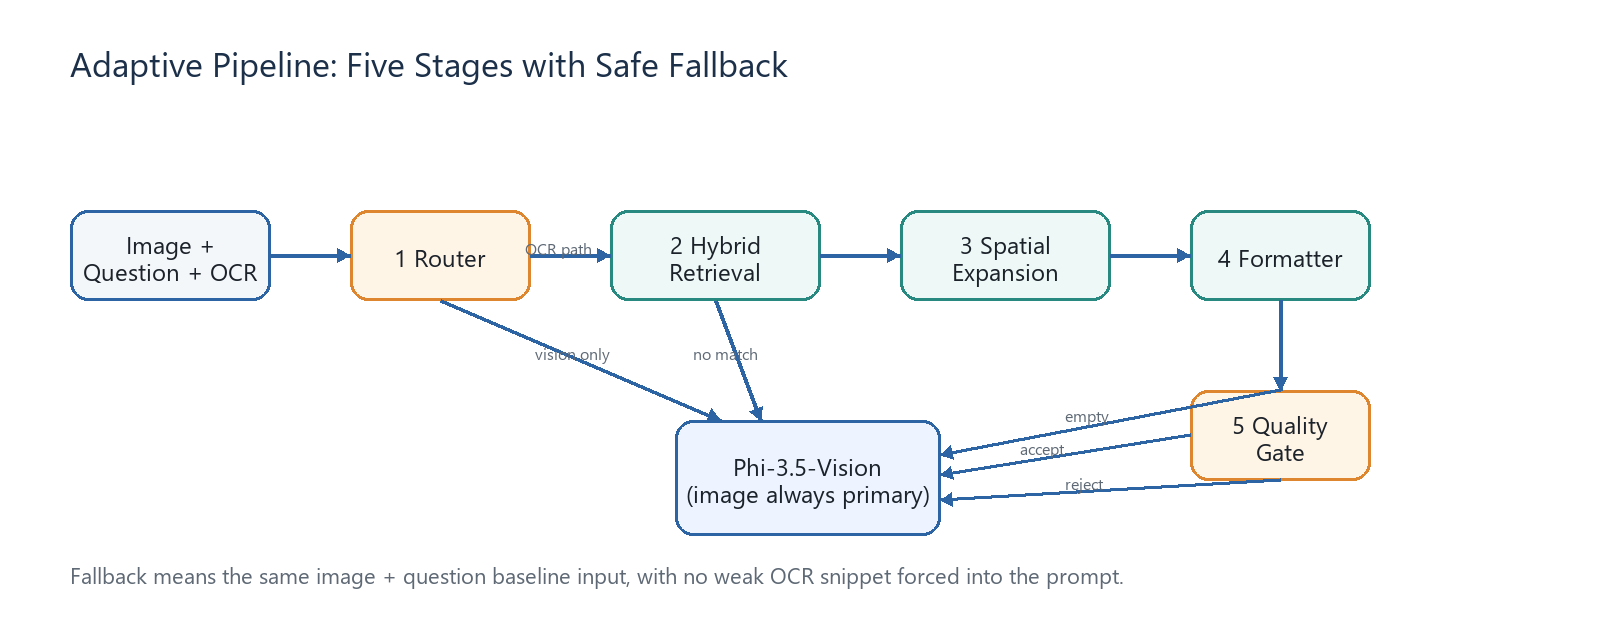 Adaptive Pipeline: Five Stages with Safe Fallback
Image +
Question + OCR
1 Router
OCR path
2 Hybrid
Retrieval
3 Spatial
Expansion
4 Formatter
vision only
no match
empty
accept
reject
5 Quality
Gate
Phi-3.5-Vision
(image always primary)
Fallback means the same image + question baseline input, with no weak OCR snippet forced into the prompt.